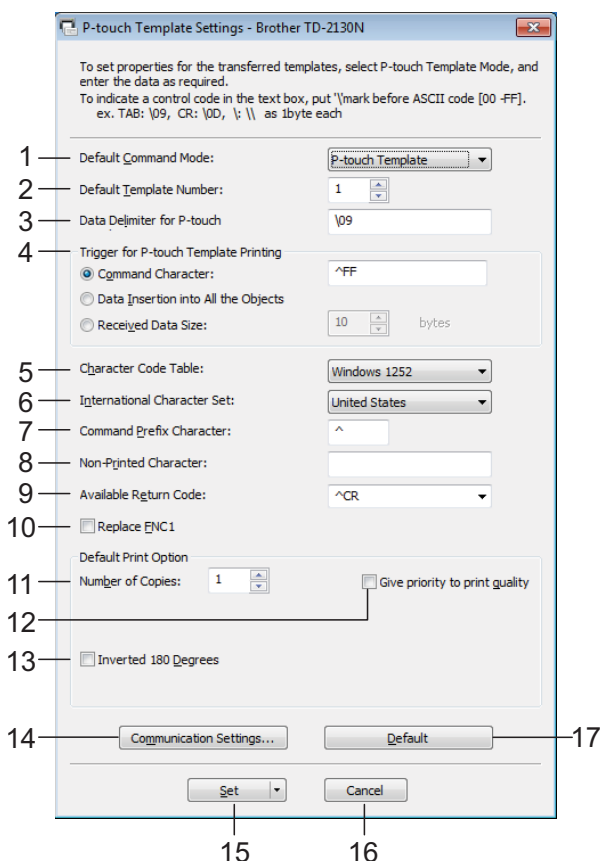 P-touch Template Settings - Brother TD-2130N
To set properties for the transferred templates, select P-touch Template Mode, and
enter the data as required.
To indicate a control code in the text box, put '\'mark before ASCII code [00 -FF].
ex. TAB: \09, CR: \0D, \: \\ as 1byte each
1 Default Command Mode: P-touch Template
2 Default Template Number: 1
3 Data Delimiter for P-touch \09
4 Trigger for P-touch Template Printing
Command Character: ^FF
Data Insertion into All the Objects
Received Data Size: 10 bytes
5 Character Code Table: Windows 1252
6 International Character Set: United States
7 Command Prefix Character: ^
8 Non-Printed Character:
9 Available Return Code: ^CR
10 Replace FNC1
Default Print Option
11 Number of Copies: 1 Give priority to print quality
12
13 Inverted 180 Degrees
14 Communication Settings... Default 17
Set Cancel
15 16